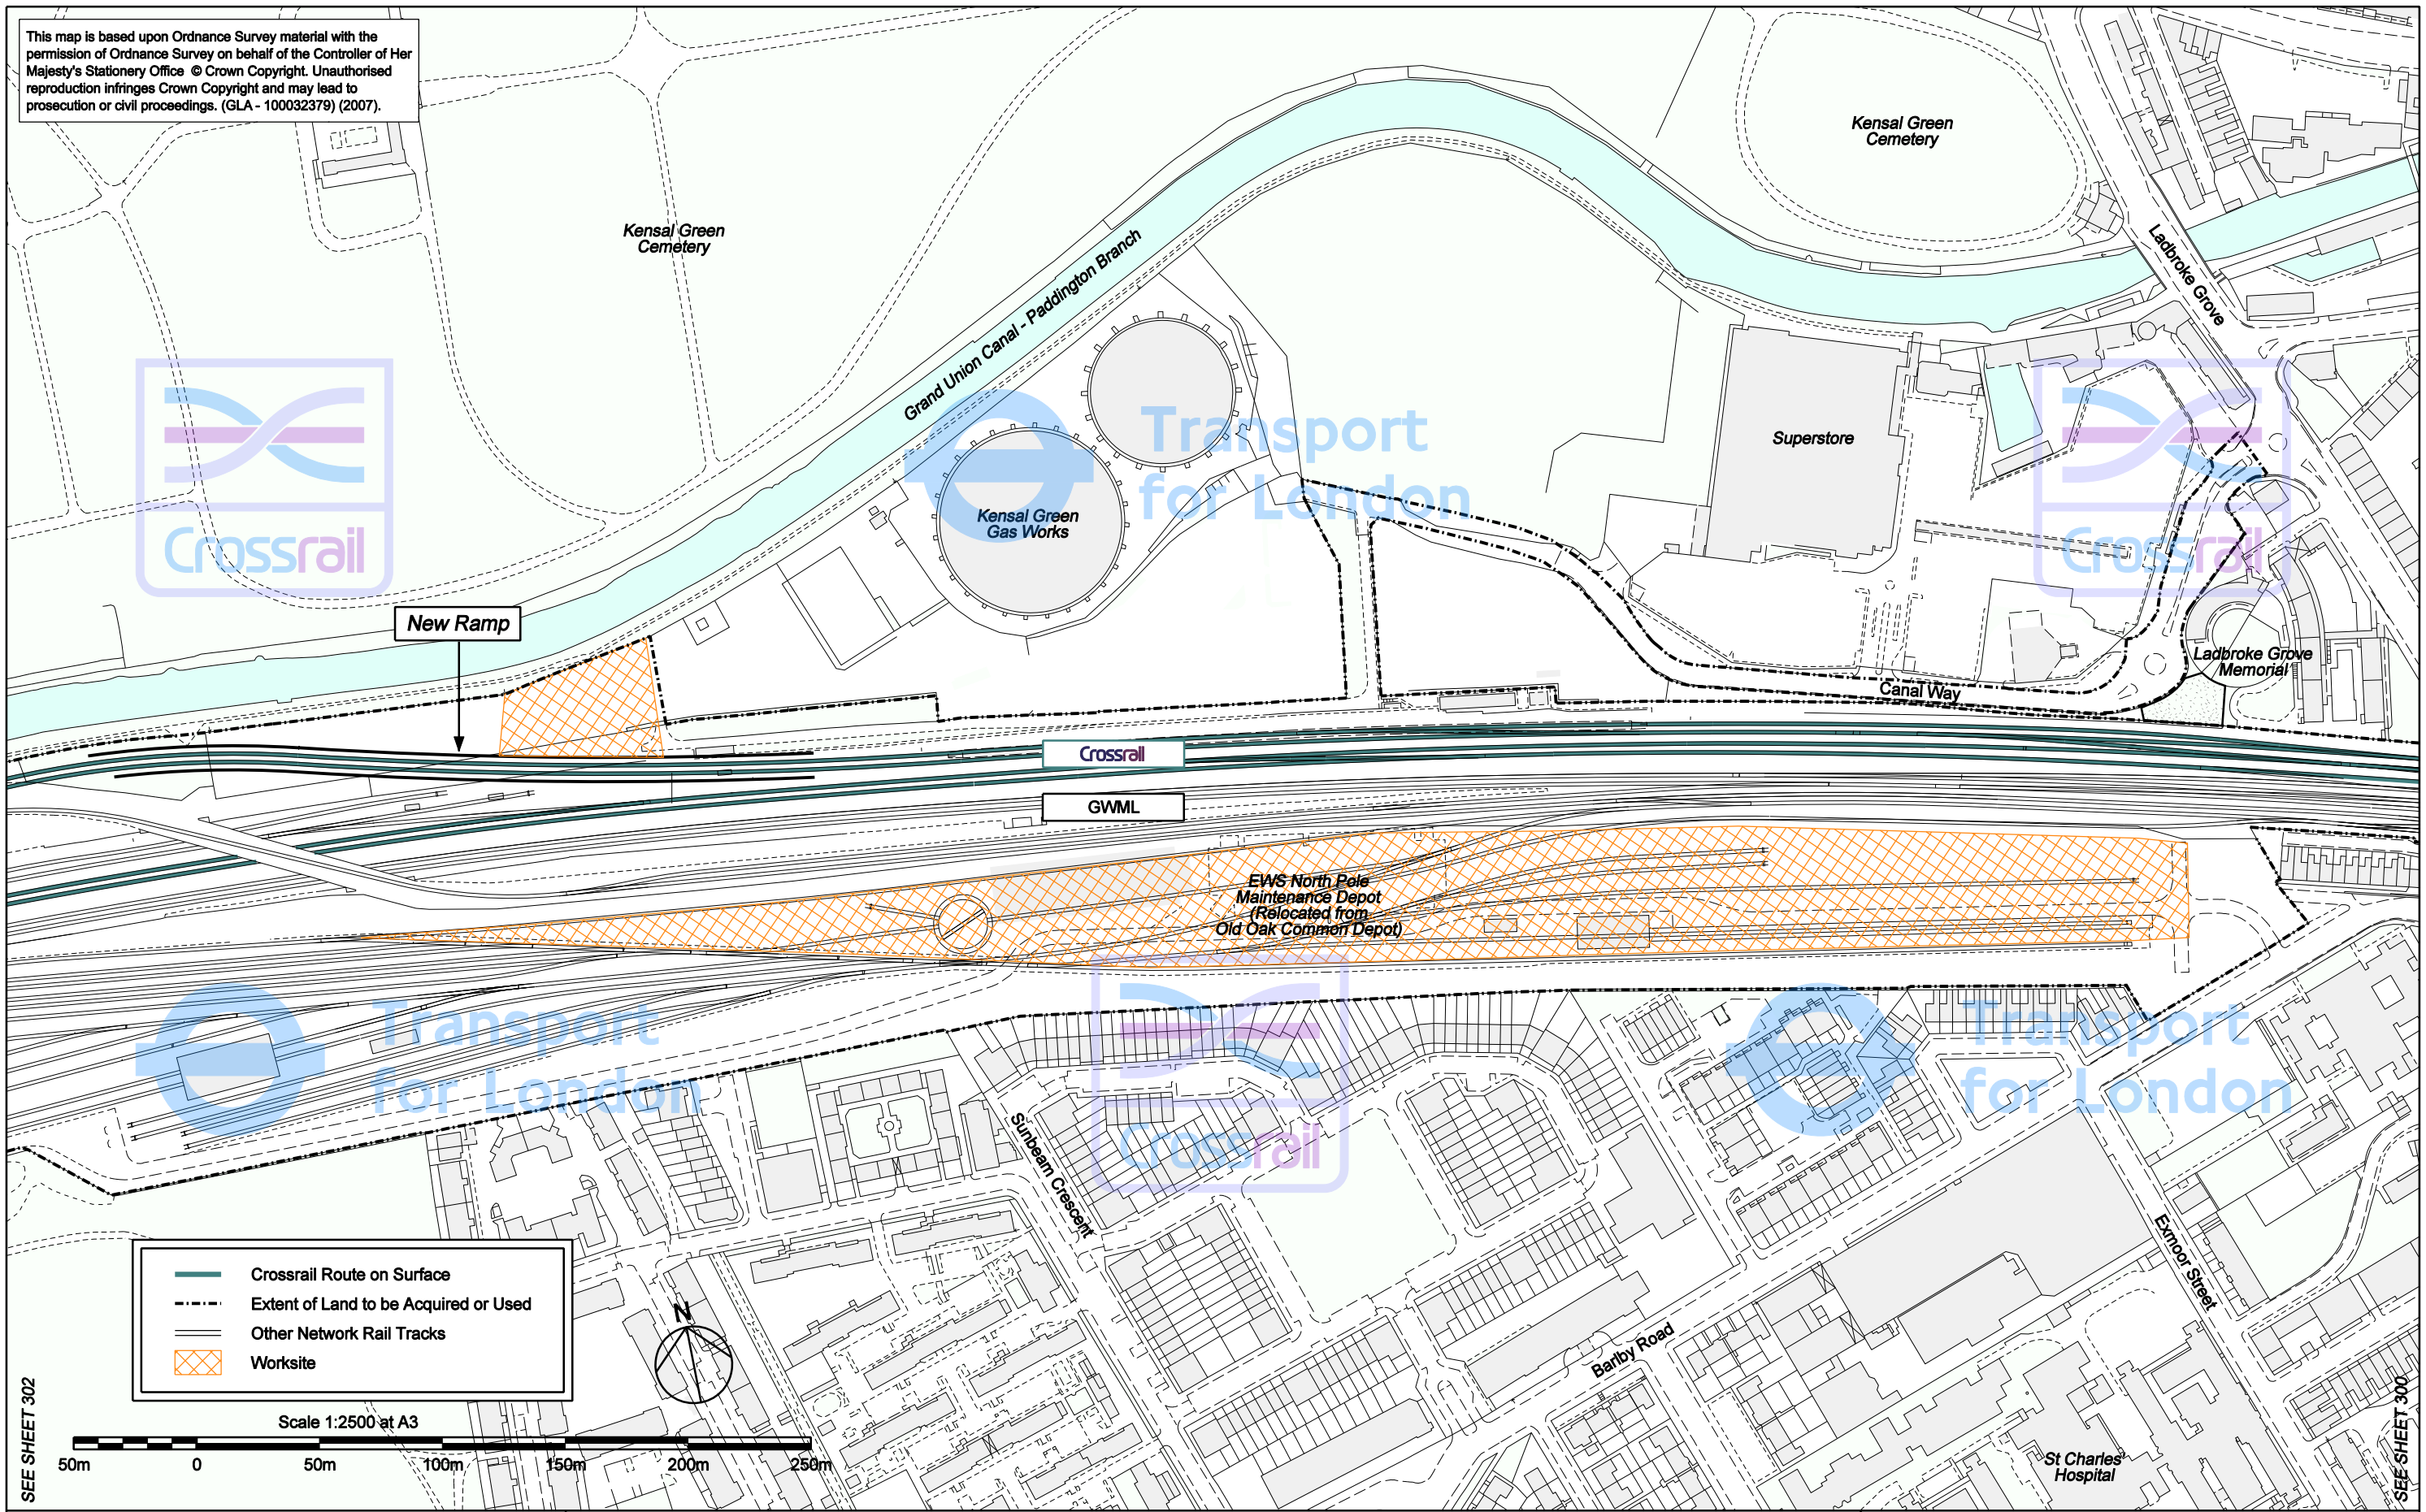 This map is based upon Ordnance Survey material with the
permission of Ordnance Survey on behalf of the Controller of Her
Majesty's Stationery Office © Crown Copyright. Unauthorised
reproduction infringes Crown Copyright and may lead to
prosecution or civil proceedings. (GLA - 100032379) (2007).
Kensal Green
Cemetery
Kensal Green
Cemetery
Ladbroke Grove
Grand Union Canal - Paddington Branch
Crossrail
Transport
for London
Superstore
Crossrail
Kensal Green
Gas Works
New Ramp
Ladbroke Grove
Memorial
Canal Way
Crossrail
GWML
EWS North Pole
Maintenance Depot
(Relocated from
Old Oak Common Depot)
Transport
for London
Crossrail
Transport
for London
Sunbeam Crescent
Exmoor Street
Barlby Road
St Charles
Hospital
Crossrail Route on Surface
Extent of Land to be Acquired or Used
Other Network Rail Tracks
Worksite
N
Scale 1:2500 at A3
50m 0 50m 100m 150m 200m 250m
SEE SHEET 302
SEE SHEET 300